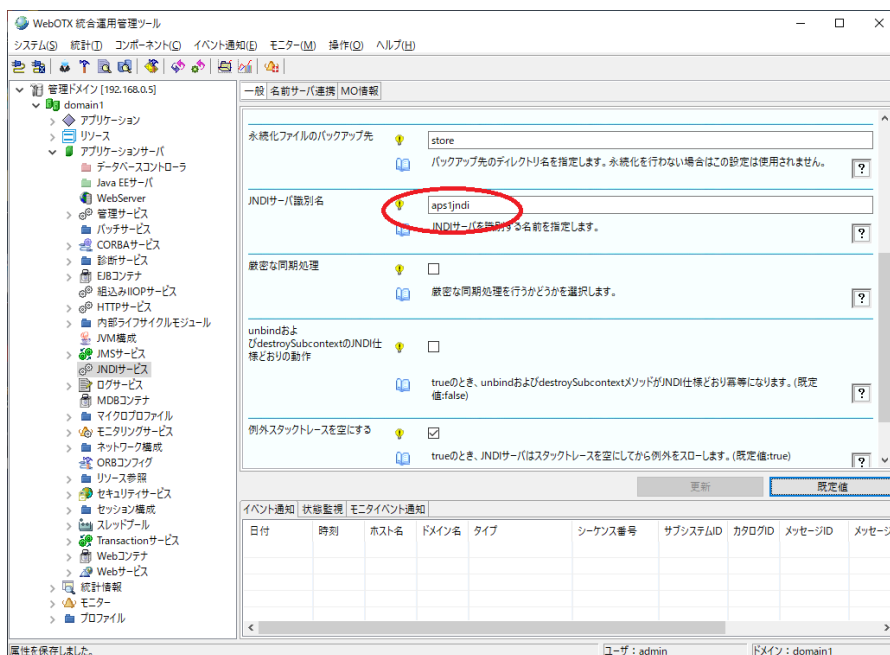 WebOTX 統合運用管理ツール
システム(S) 統計(T) コンポーネント(C) イベント通知(E) モニター(M) 操作(O) ヘルプ(H)
管理ドメイン [192.168.0.5]
domain1
アプリケーション
リソース
アプリケーションサーバ
データベースコントローラ
Java EEサーバ
WebServer
管理サービス
バッチサービス
CORBAサービス
診断サービス
EJBコンテナ
組込みIIOPサービス
HTTPサービス
内部ライフサイクルモジュール
JVM構成
JMSサービス
JNDIサービス
ログサービス
MDBコンテナ
マイクロプロファイル
モニタリングサービス
ネットワーク構成
ORBコンフィグ
リソース参照
セキュリティサービス
セッション構成
スレッドプール
Transactionサービス
Webコンテナ
Webサービス
統計情報
モニター
プロファイル
一般 名前サーバ連携 MO情報
永続化ファイルのバックアップ先
store
バックアップ先のディレクトリ名を指定します。永続化を行わない場合はこの設定は使用されません。
?
JNDIサーバ識別名
aps1jndi
JNDIサーバを識別する名前を指定します。
?
厳密な同期処理
厳密な同期処理を行うかどうかを選択します。
?
unbindおよ
びdestroySubcontextのJNDI仕
様どおりの動作
trueのとき、unbindおよびdestroySubcontextメソッドがJNDI仕様どおり冪等になります。(既定
値:false)
?
例外スタックトレースを空にする
trueのとき、JNDIサーバはスタックトレースを空にしてから例外をスローします。(既定値:true)
?
更新 既定値
イベント通知 状態監視 モニタイベント通知
日付 時刻 ホスト名 ドメイン名 タイプ シーケンス番号 サブシステムID カタログID メッセージID メッセージ
属性を保存しました。 ユーザ : admin ドメイン : domain1